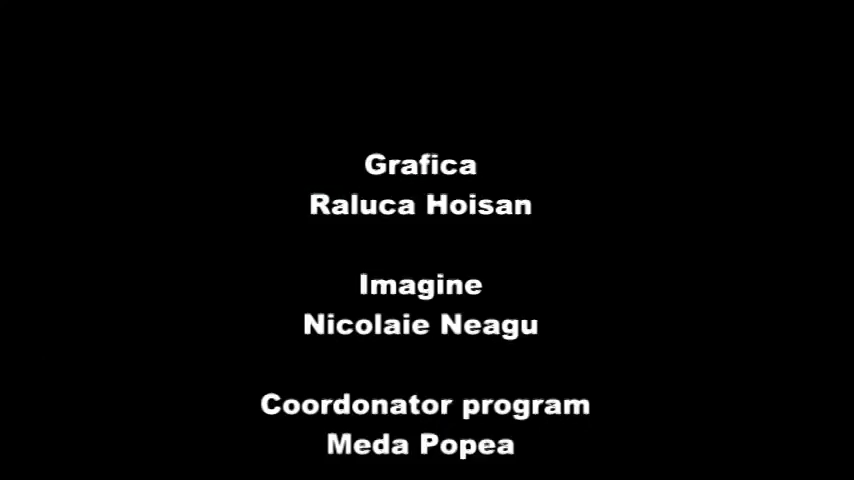 Grafica
Raluca Hoisan
Imagine
Nicolaie Neagu
Coordonator program
Meda Popea